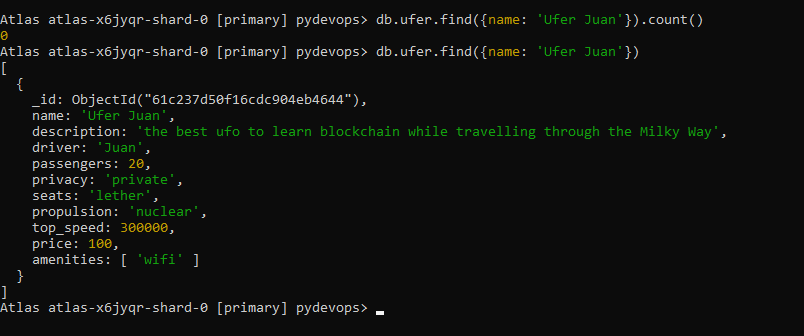 Atlas atlas-x6jyqr-shard-0 [primary] pydevops> db.ufer.find({name: 'Ufer Juan'}).count()
0
Atlas atlas-x6jyqr-shard-0 [primary] pydevops> db.ufer.find({name: 'Ufer Juan'})
[
  {
    _id: ObjectId("61c237d50f16cdc904eb4644"),
    name: 'Ufer Juan',
    description: 'the best ufo to learn blockchain while travelling through the Milky Way',
    driver: 'Juan',
    passengers: 20,
    privacy: 'private',
    seats: 'lether',
    propulsion: 'nuclear',
    top_speed: 300000,
    price: 100,
    amenities: [ 'wifi' ]
  }
]
Atlas atlas-x6jyqr-shard-0 [primary] pydevops>